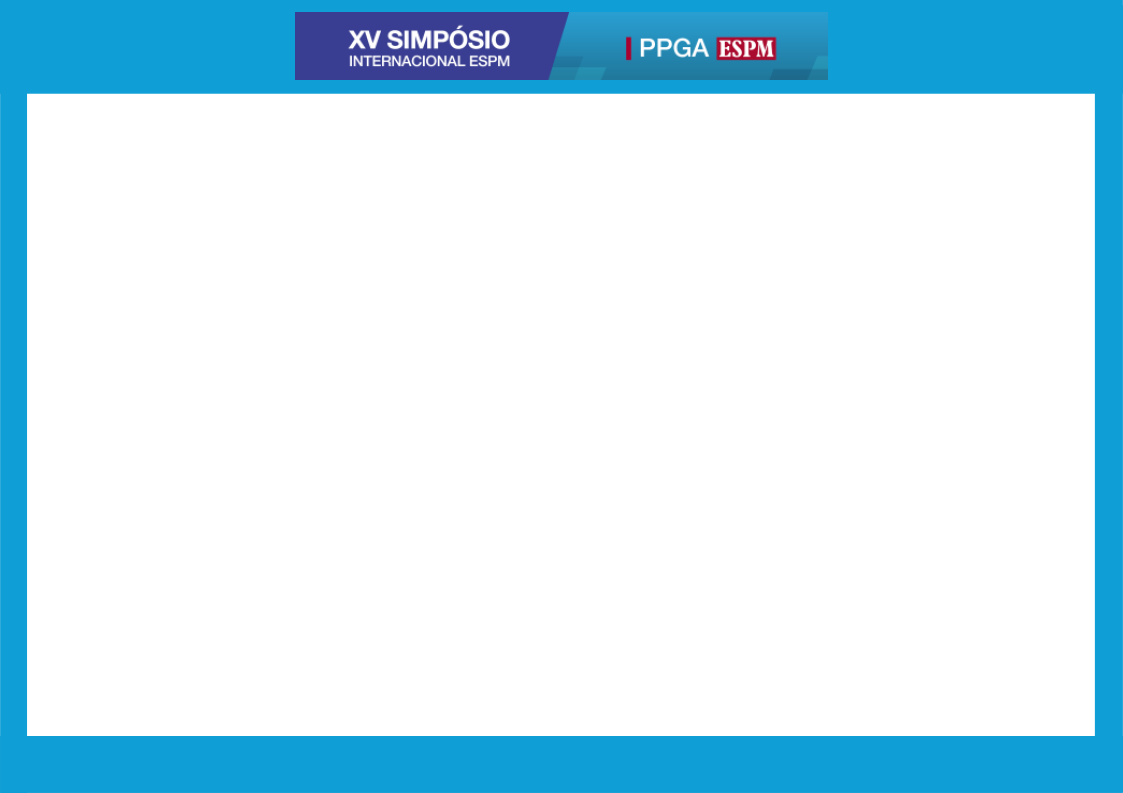 XV SIMPÓSIO
INTERNACIONAL ESPM
PPGA ESPM